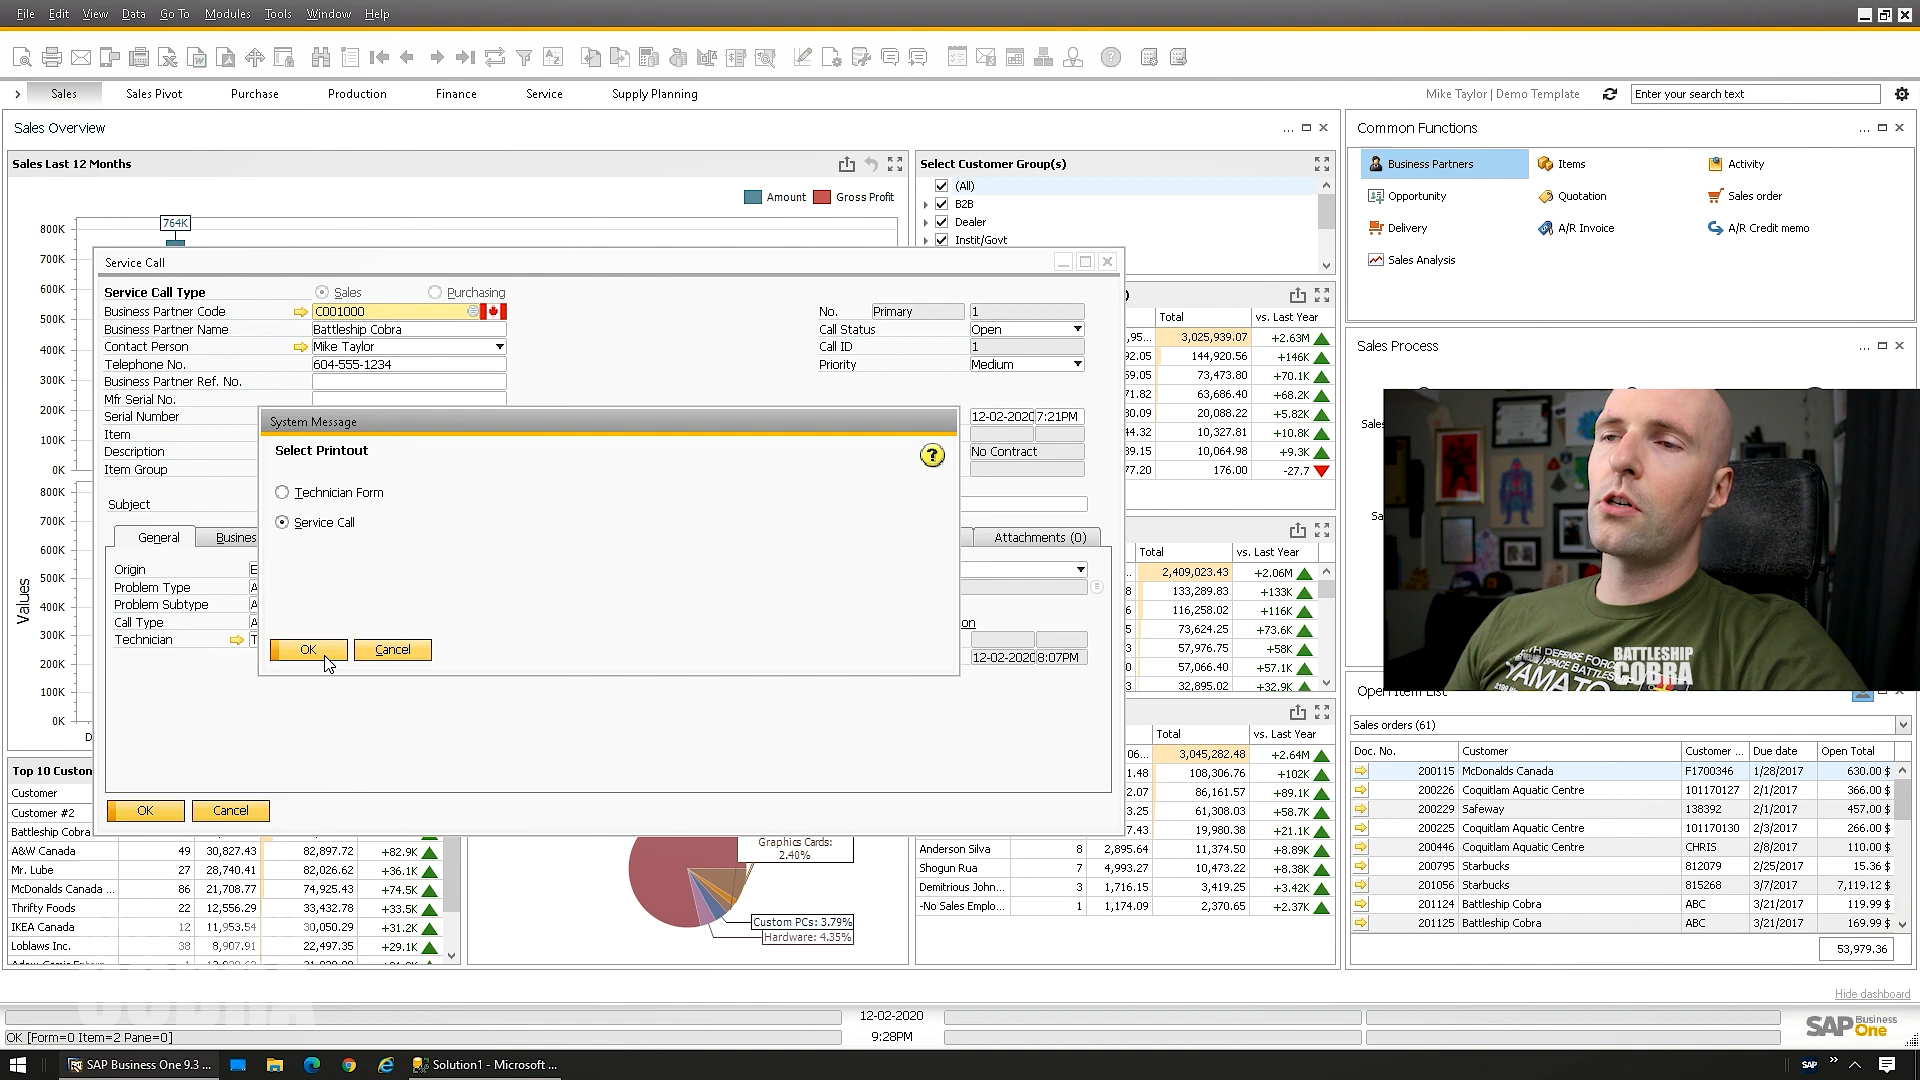 File Edit View Data Go To Modules Tools Window Help
Sales Sales Pivot Purchase Production Finance Service Supply Planning
Mike Taylor | Demo Template Enter your search text
Sales Overview
Sales Last 12 Months
Amount Gross Profit
764K
800K
700K
600K
500K
400K
300K
200K
100K
0K
800K
700K
600K
500K
400K
300K
200K
100K
0K
Values
Select Customer Group(s)
(All)
B2B
Dealer
Instit/Govt
Common Functions
Business Partners Items Activity
Opportunity Quotation Sales order
Delivery A/R Invoice A/R Credit memo
Sales Analysis
Sales Process
Service Call
Service Call Type Sales Purchasing
Business Partner Code C001000
Business Partner Name Battleship Cobra
Contact Person Mike Taylor
Telephone No. 604-555-1234
Business Partner Ref. No.
Mfr Serial No.
Serial Number
Item
Description
Item Group
No. Primary 1
Call Status Open
Call ID 1
Priority Medium
12-02-2020 7:21PM
No Contract
Subject
General Busines Attachments (0)
Origin
Problem Type
Problem Subtype
Call Type
Technician
12-02-2020 8:07PM
OK Cancel
System Message
Select Printout
Technician Form
Service Call
OK Cancel
Total vs. Last Year
3,025,939.07 +2.63M
144,920.56 +146K
73,473.80 +70.1K
63,686.40 +68.2K
20,088.22 +5.82K
10,327.81 +10.8K
10,064.98 +9.3K
176.00 -27.7
Total vs. Last Year
2,409,023.43 +2.06M
133,289.83 +133K
116,258.02 +116K
73,624.25 +73.6K
57,976.75 +58K
57,066.40 +57.1K
32,895.02 +32.9K
Total vs. Last Year
3,045,282.48 +2.64M
108,306.76 +102K
86,161.57 +89.1K
61,308.03 +58.7K
19,980.38 +21.1K
Anderson Silva 8 2,895.64 11,374.50 +8.89K
Shogun Rua 7 4,993.27 10,473.22 +8.38K
Demitrious John... 3 1,716.15 3,419.25 +3.42K
-No Sales Emplo... 1 1,174.09 2,370.65 +2.37K
Top 10 Custon
Customer
Customer #2
Battleship Cobra
A&W Canada 49 30,827.43 82,897.72 +82.9K
Mr. Lube 27 28,740.41 82,026.62 +36.1K
McDonalds Canada ... 86 21,708.77 74,925.43 +74.5K
Thrifty Foods 22 12,556.29 33,432.78 +33.5K
IKEA Canada 12 11,953.54 30,050.29 +31.2K
Loblaws Inc. 38 8,907.91 22,497.35 +29.1K
Graphics Cards:
2.40%
Custom PCs: 3.79%
Hardware: 4.35%
BATTLESHIP
COBRA
TH DEFENSE FORC
SPACE BATTLES
YAMATO
Open Item List
Sales orders (61)
Doc. No. Customer Customer ... Due date Open Total
200115 McDonalds Canada F1700346 1/28/2017 630.00 $
200226 Coquitlam Aquatic Centre 101170127 2/1/2017 366.00 $
200229 Safeway 138392 2/1/2017 457.00 $
200225 Coquitlam Aquatic Centre 101170130 2/3/2017 266.00 $
200446 Coquitlam Aquatic Centre CHRIS 2/8/2017 110.00 $
200795 Starbucks 812079 2/25/2017 15.36 $
201056 Starbucks 815268 3/7/2017 7,119.12 $
201124 Battleship Cobra ABC 3/21/2017 119.99 $
201125 Battleship Cobra ABC 3/21/2017 169.99 $
53,979.36
Hide dashboard
12-02-2020
OK [Form=0 Item=2 Pane=0] 9:28PM
SAP Business One
SAP Business One 9.3 ... Solution1 - Microsoft ...
SAP